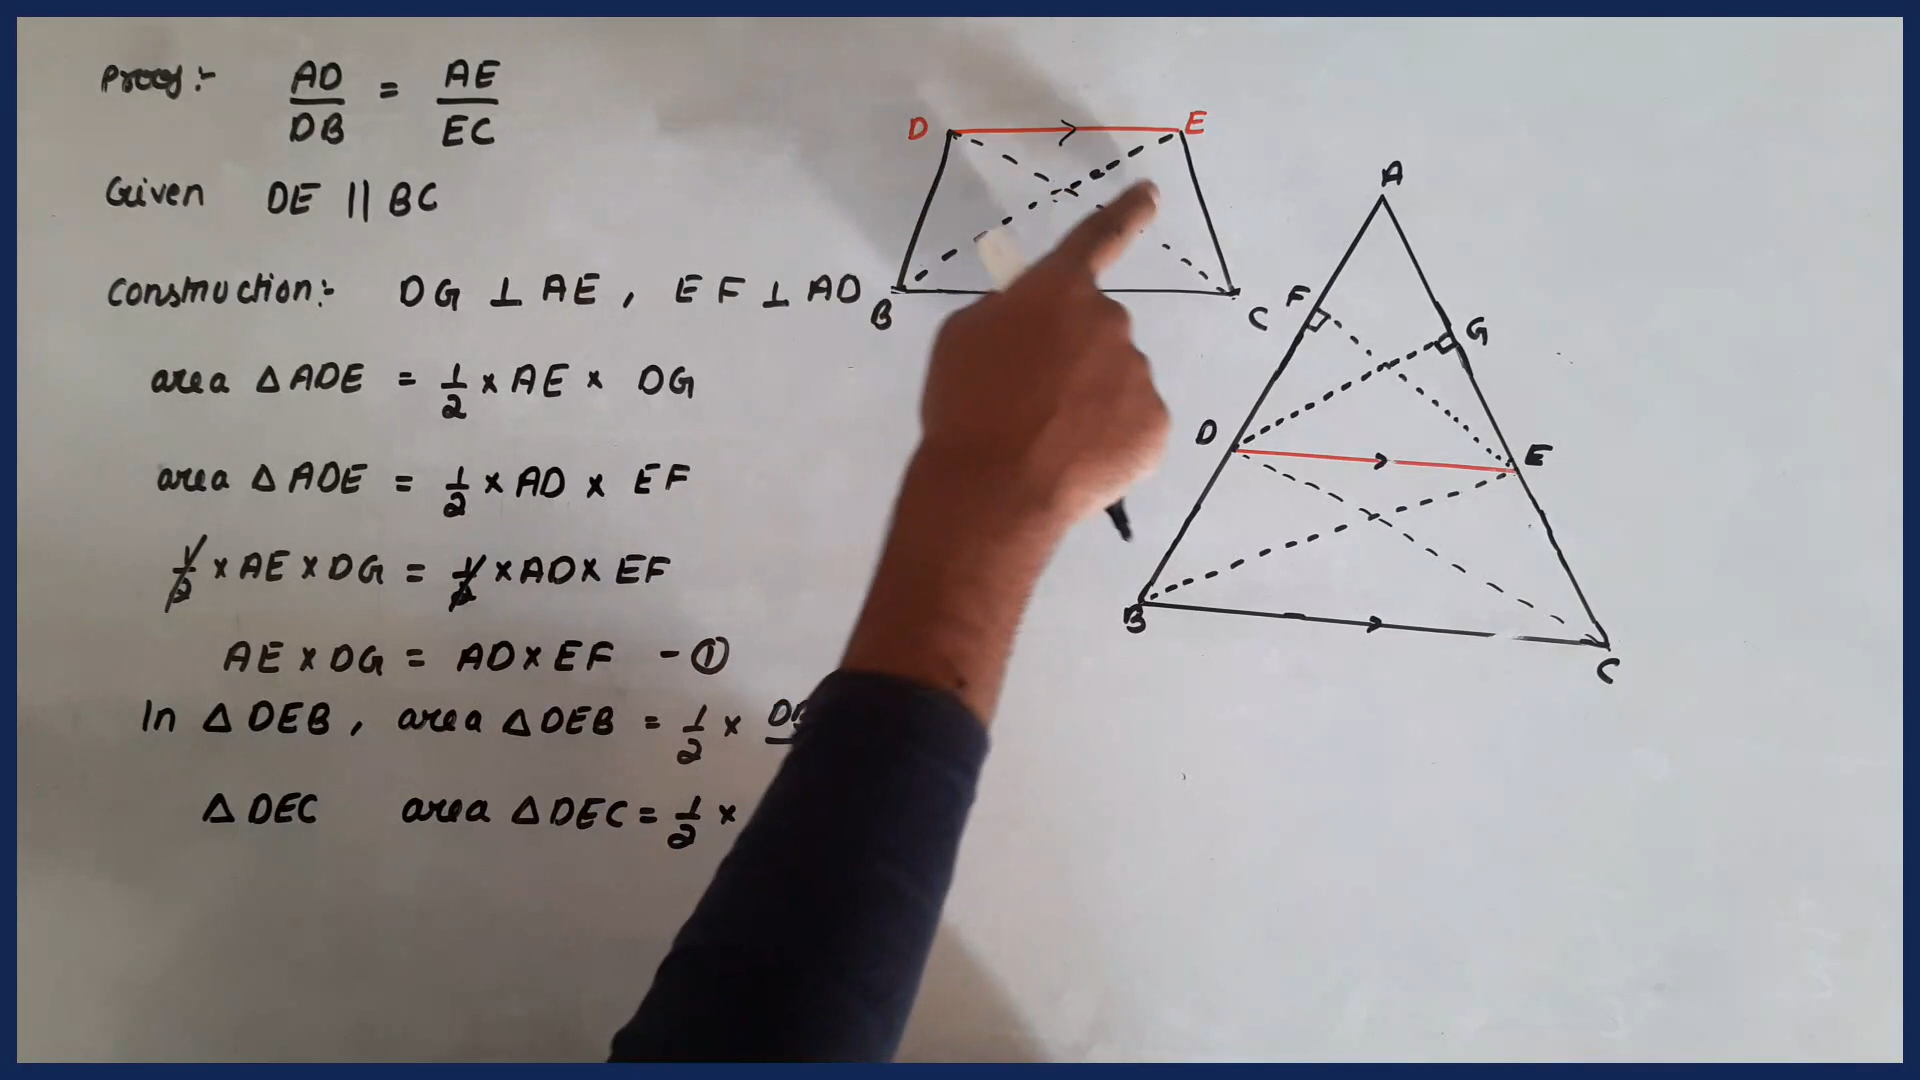 Proof:- AD/DB = AE/EC
Given DE || BC
Construction:- DG ⊥ AE, EF ⊥ AD
area △ADE = 1/2 × AE × DG
area △ADE = 1/2 × AD × EF
1/2 × AE × DG = 1/2 × AD × EF
AE × DG = AD × EF - ①
In △DEB, area △DEB = 1/2 ×
△DEC area △DEC = 1/2 ×
D E
B C
A
F G
D E
B
C